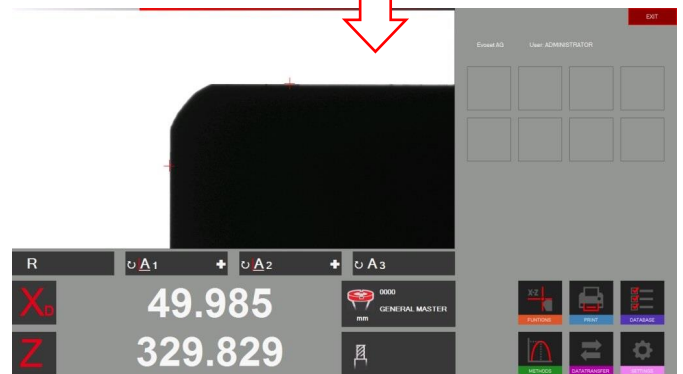 EXIT
Evoset AG User: ADMINISTRATOR
R A1 A2 A3
XD 49.985 mm 0000 GENERAL MASTER
Z 329.829
X-Z
FUNTIONS PRINT DATABASE
METHODS DATATRANSFER SETTINGS